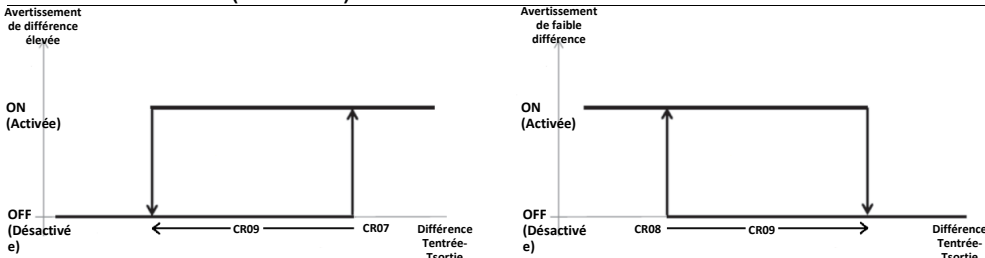 Avertissement
de différence
élevée
ON
(Activée)
OFF
(Désactivé
e)
CR09
CR07
Différence
Tentrée-
Tsortie
Avertissement
de faible
différence
ON
(Activée)
OFF
(Désactivé
e)
CR08
CR09
Différence
Tentrée-
Tsortie